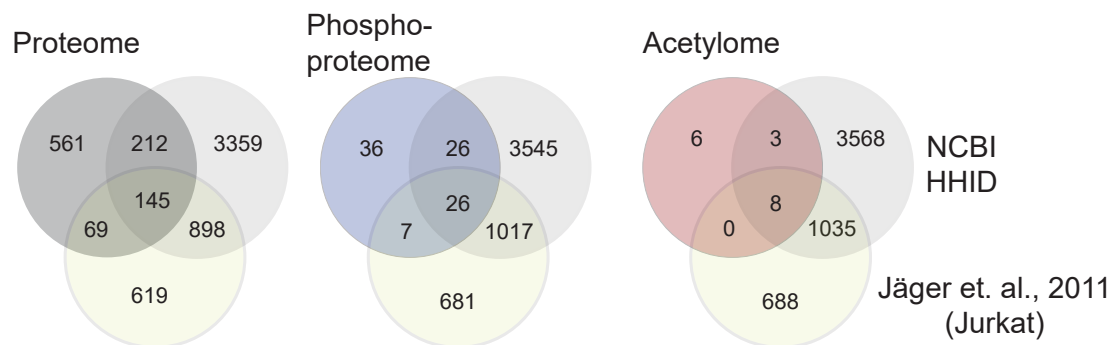 Proteome
561
212
3359
145
69
898
619
Phospho-
proteome
36
26
3545
26
7
1017
681
Acetylome
6
3
3568
8
0
1035
688
NCBI
HHID
Jäger et. al., 2011
(Jurkat)